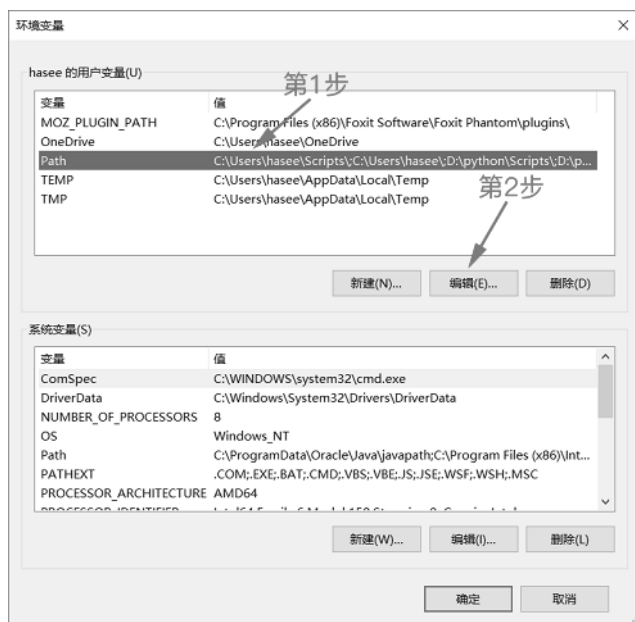 环境变量
hasee 的用户变量(U)
第1步
变量 值
MOZ_PLUGIN_PATH C:\Program Files (x86)\Foxit Software\Foxit Phantom\plugins\
OneDrive C:\Users\hasee\OneDrive
Path C:\Users\hasee\Scripts\;C:\Users\hasee\;D:\python\Scripts\;D:\p...
TEMP C:\Users\hasee\AppData\Local\Temp
TMP C:\Users\hasee\AppData\Local\Temp
第2步
新建(N)... 编辑(E)... 删除(D)
系统变量(S)
变量 值
ComSpec C:\WINDOWS\system32\cmd.exe
DriverData C:\Windows\System32\Drivers\DriverData
NUMBER_OF_PROCESSORS 8
OS Windows_NT
Path C:\ProgramData\Oracle\Java\javapath;C:\Program Files (x86)\Int...
PATHEXT .COM;.EXE;.BAT;.CMD;.VBS;.VBE;.JS;.JSE;.WSF;.WSH;.MSC
PROCESSOR_ARCHITECTURE AMD64
新建(W)... 编辑(I)... 删除(L)
确定 取消